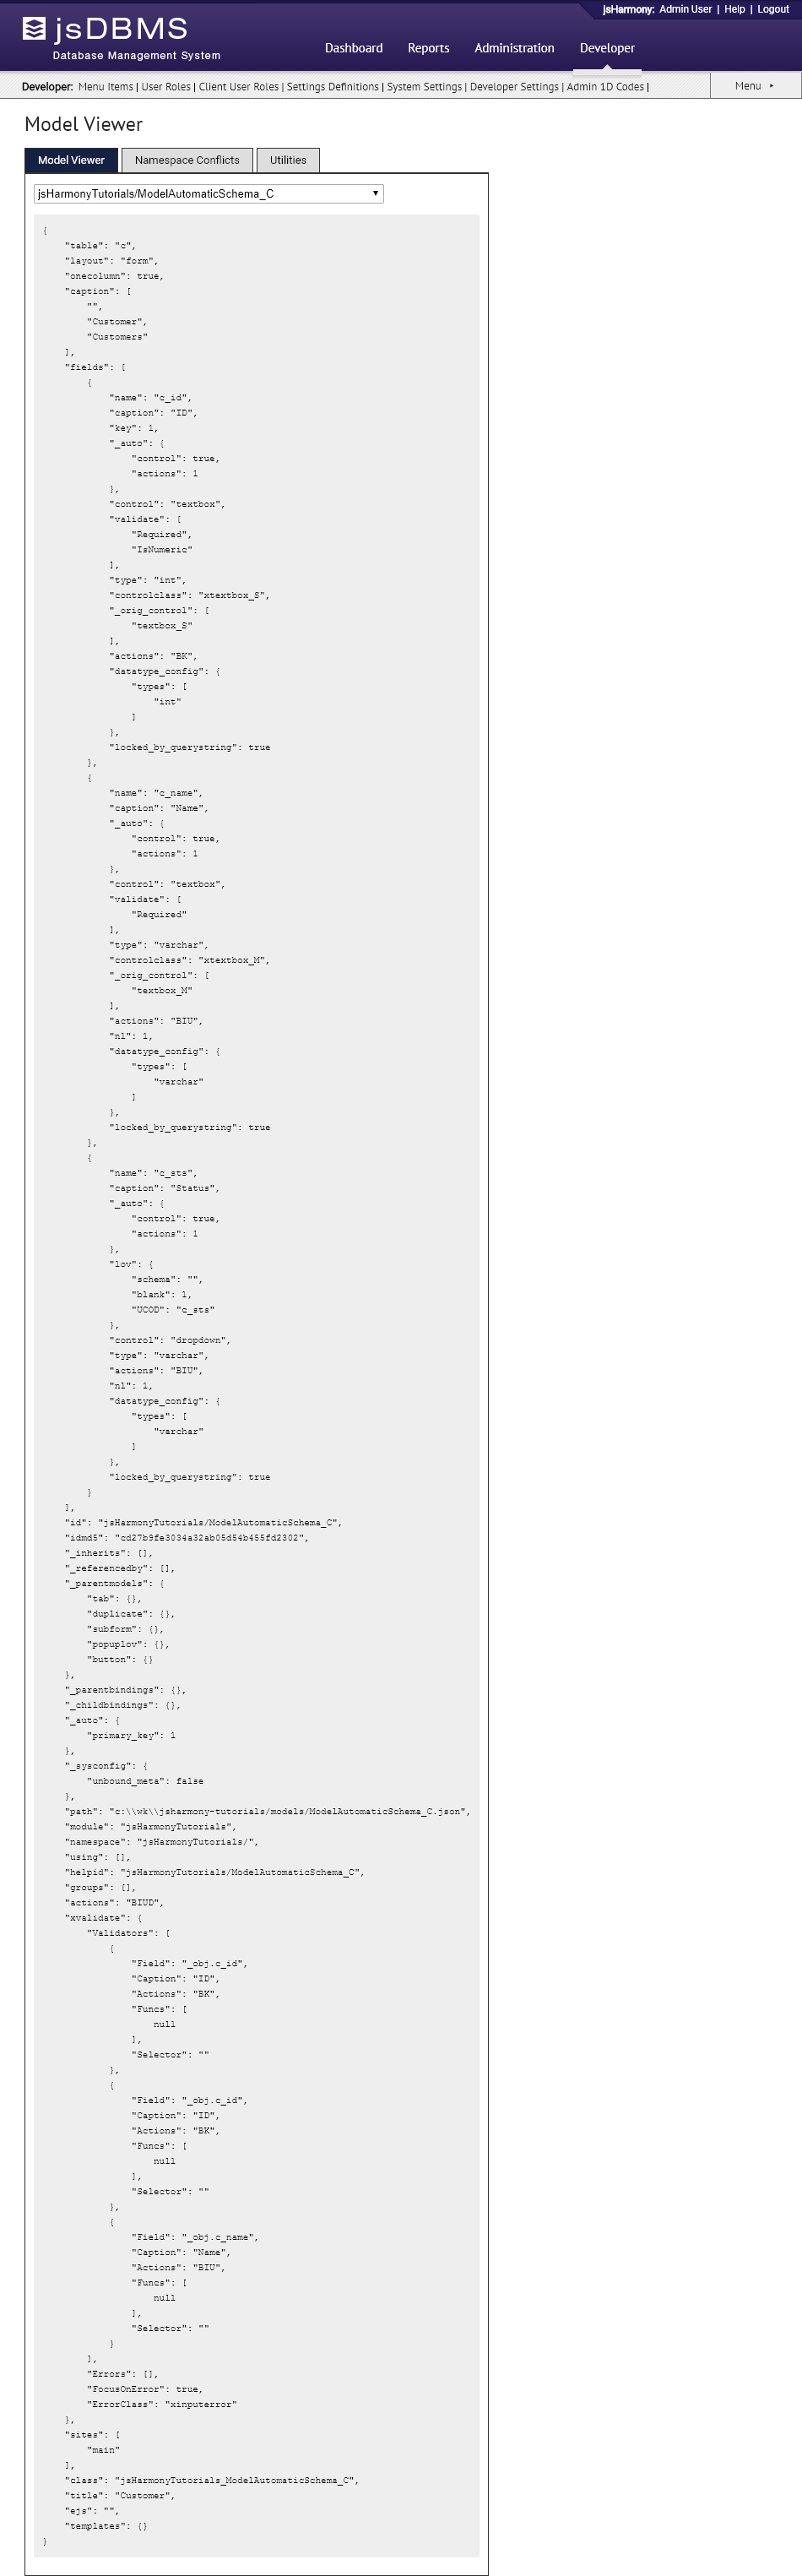 jsHarmony: Admin User | Help | Logout
jsDBMS
Database Management System
Dashboard Reports Administration Developer
Developer: Menu Items | User Roles | Client User Roles | Settings Definitions | System Settings | Developer Settings | Admin 1D Codes |
Menu ▸
Model Viewer
Model Viewer Namespace Conflicts Utilities
jsHarmonyTutorials/ModelAutomaticSchema_C ▼
{
    "table": "c",
    "layout": "form",
    "onecolumn": true,
    "caption": [
        "",
        "Customer",
        "Customers"
    ],
    "fields": [
        {
            "name": "c_id",
            "caption": "ID",
            "key": 1,
            "_auto": {
                "control": true,
                "actions": 1
            },
            "control": "textbox",
            "validate": [
                "Required",
                "IsNumeric"
            ],
            "type": "int",
            "controlclass": "xtextbox_S",
            "_orig_control": [
                "textbox_S"
            ],
            "actions": "BK",
            "datatype_config": {
                "types": [
                    "int"
                ]
            },
            "locked_by_querystring": true
        },
        {
            "name": "c_name",
            "caption": "Name",
            "_auto": {
                "control": true,
                "actions": 1
            },
            "control": "textbox",
            "validate": [
                "Required"
            ],
            "type": "varchar",
            "controlclass": "xtextbox_M",
            "_orig_control": [
                "textbox_M"
            ],
            "actions": "BIU",
            "nl": 1,
            "datatype_config": {
                "types": [
                    "varchar"
                ]
            },
            "locked_by_querystring": true
        },
        {
            "name": "c_sts",
            "caption": "Status",
            "_auto": {
                "control": true,
                "actions": 1
            },
            "lov": {
                "schema": "",
                "blank": 1,
                "UCOD": "c_sts"
            },
            "control": "dropdown",
            "type": "varchar",
            "actions": "BIU",
            "nl": 1,
            "datatype_config": {
                "types": [
                    "varchar"
                ]
            },
            "locked_by_querystring": true
        }
    ],
    "id": "jsHarmonyTutorials/ModelAutomaticSchema_C",
    "idmd5": "cd27b9fe3034a32ab05d54b455fd2302",
    "_inherits": [],
    "_referencedby": [],
    "_parentmodels": {
        "tab": {},
        "duplicate": {},
        "subform": {},
        "popuplov": {},
        "button": {}
    },
    "_parentbindings": {},
    "_childbindings": {},
    "_auto": {
        "primary_key": 1
    },
    "_sysconfig": {
        "unbound_meta": false
    },
    "path": "c:\\wk\\jsharmony-tutorials/models/ModelAutomaticSchema_C.json",
    "module": "jsHarmonyTutorials",
    "namespace": "jsHarmonyTutorials/",
    "using": [],
    "helpid": "jsHarmonyTutorials/ModelAutomaticSchema_C",
    "groups": [],
    "actions": "BIUD",
    "xvalidate": {
        "Validators": [
            {
                "Field": "_obj.c_id",
                "Caption": "ID",
                "Actions": "BK",
                "Funcs": [
                    null
                ],
                "Selector": ""
            },
            {
                "Field": "_obj.c_id",
                "Caption": "ID",
                "Actions": "BK",
                "Funcs": [
                    null
                ],
                "Selector": ""
            },
            {
                "Field": "_obj.c_name",
                "Caption": "Name",
                "Actions": "BIU",
                "Funcs": [
                    null
                ],
                "Selector": ""
            }
        ],
        "Errors": [],
        "FocusOnError": true,
        "ErrorClass": "xinputerror"
    },
    "sites": [
        "main"
    ],
    "class": "jsHarmonyTutorials_ModelAutomaticSchema_C",
    "title": "Customer",
    "ejs": "",
    "templates": {}
}